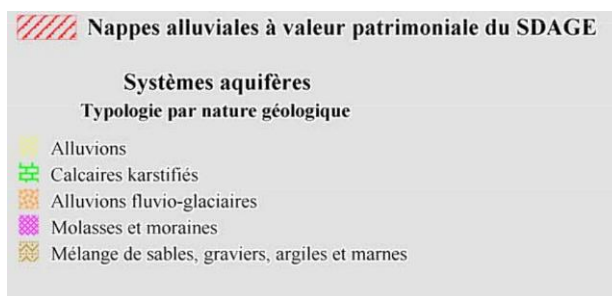 Nappes alluviales à valeur patrimoniale du SDAGE
Systèmes aquifères
Typologie par nature géologique
Alluvions
Calcaires karstifiés
Alluvions fluvio-glaciaires
Molasses et moraines
Mélange de sables, graviers, argiles et marnes